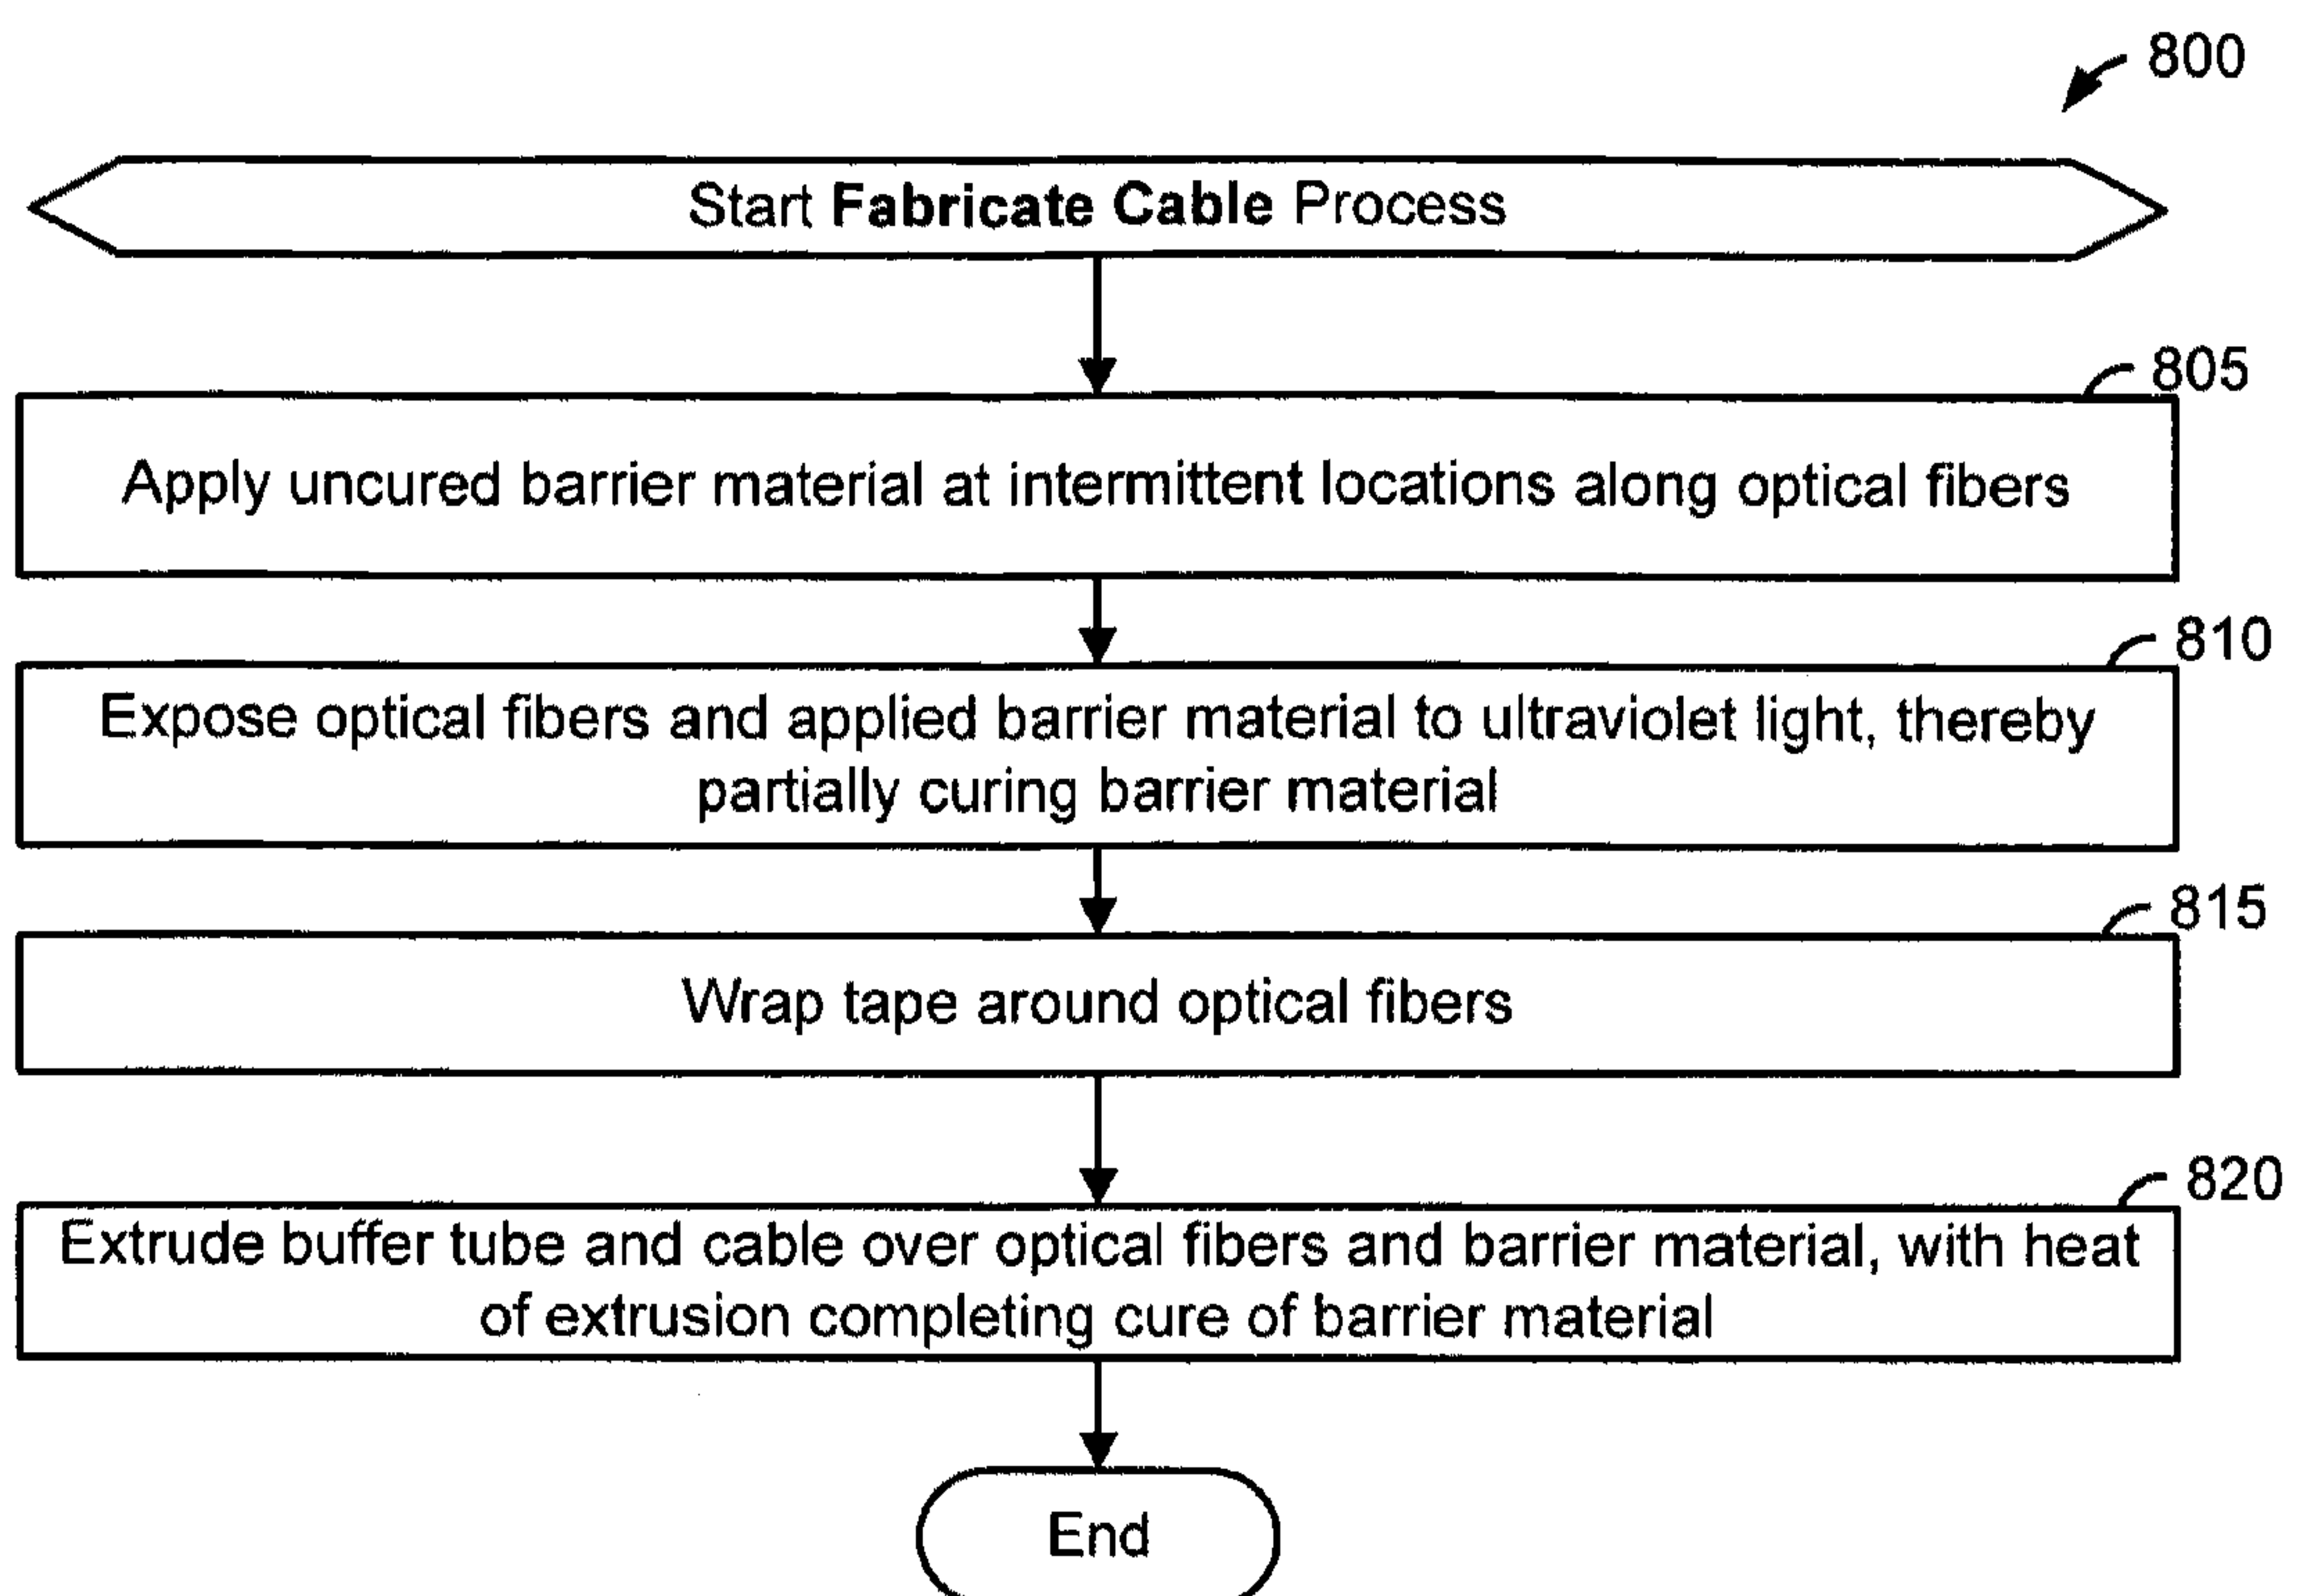 800
Start Fabricate Cable Process
805
Apply uncured barrier material at intermittent locations along optical fibers
810
Expose optical fibers and applied barrier material to ultraviolet light, thereby
partially curing barrier material
815
Wrap tape around optical fibers
820
Extrude buffer tube and cable over optical fibers and barrier material, with heat
of extrusion completing cure of barrier material
End